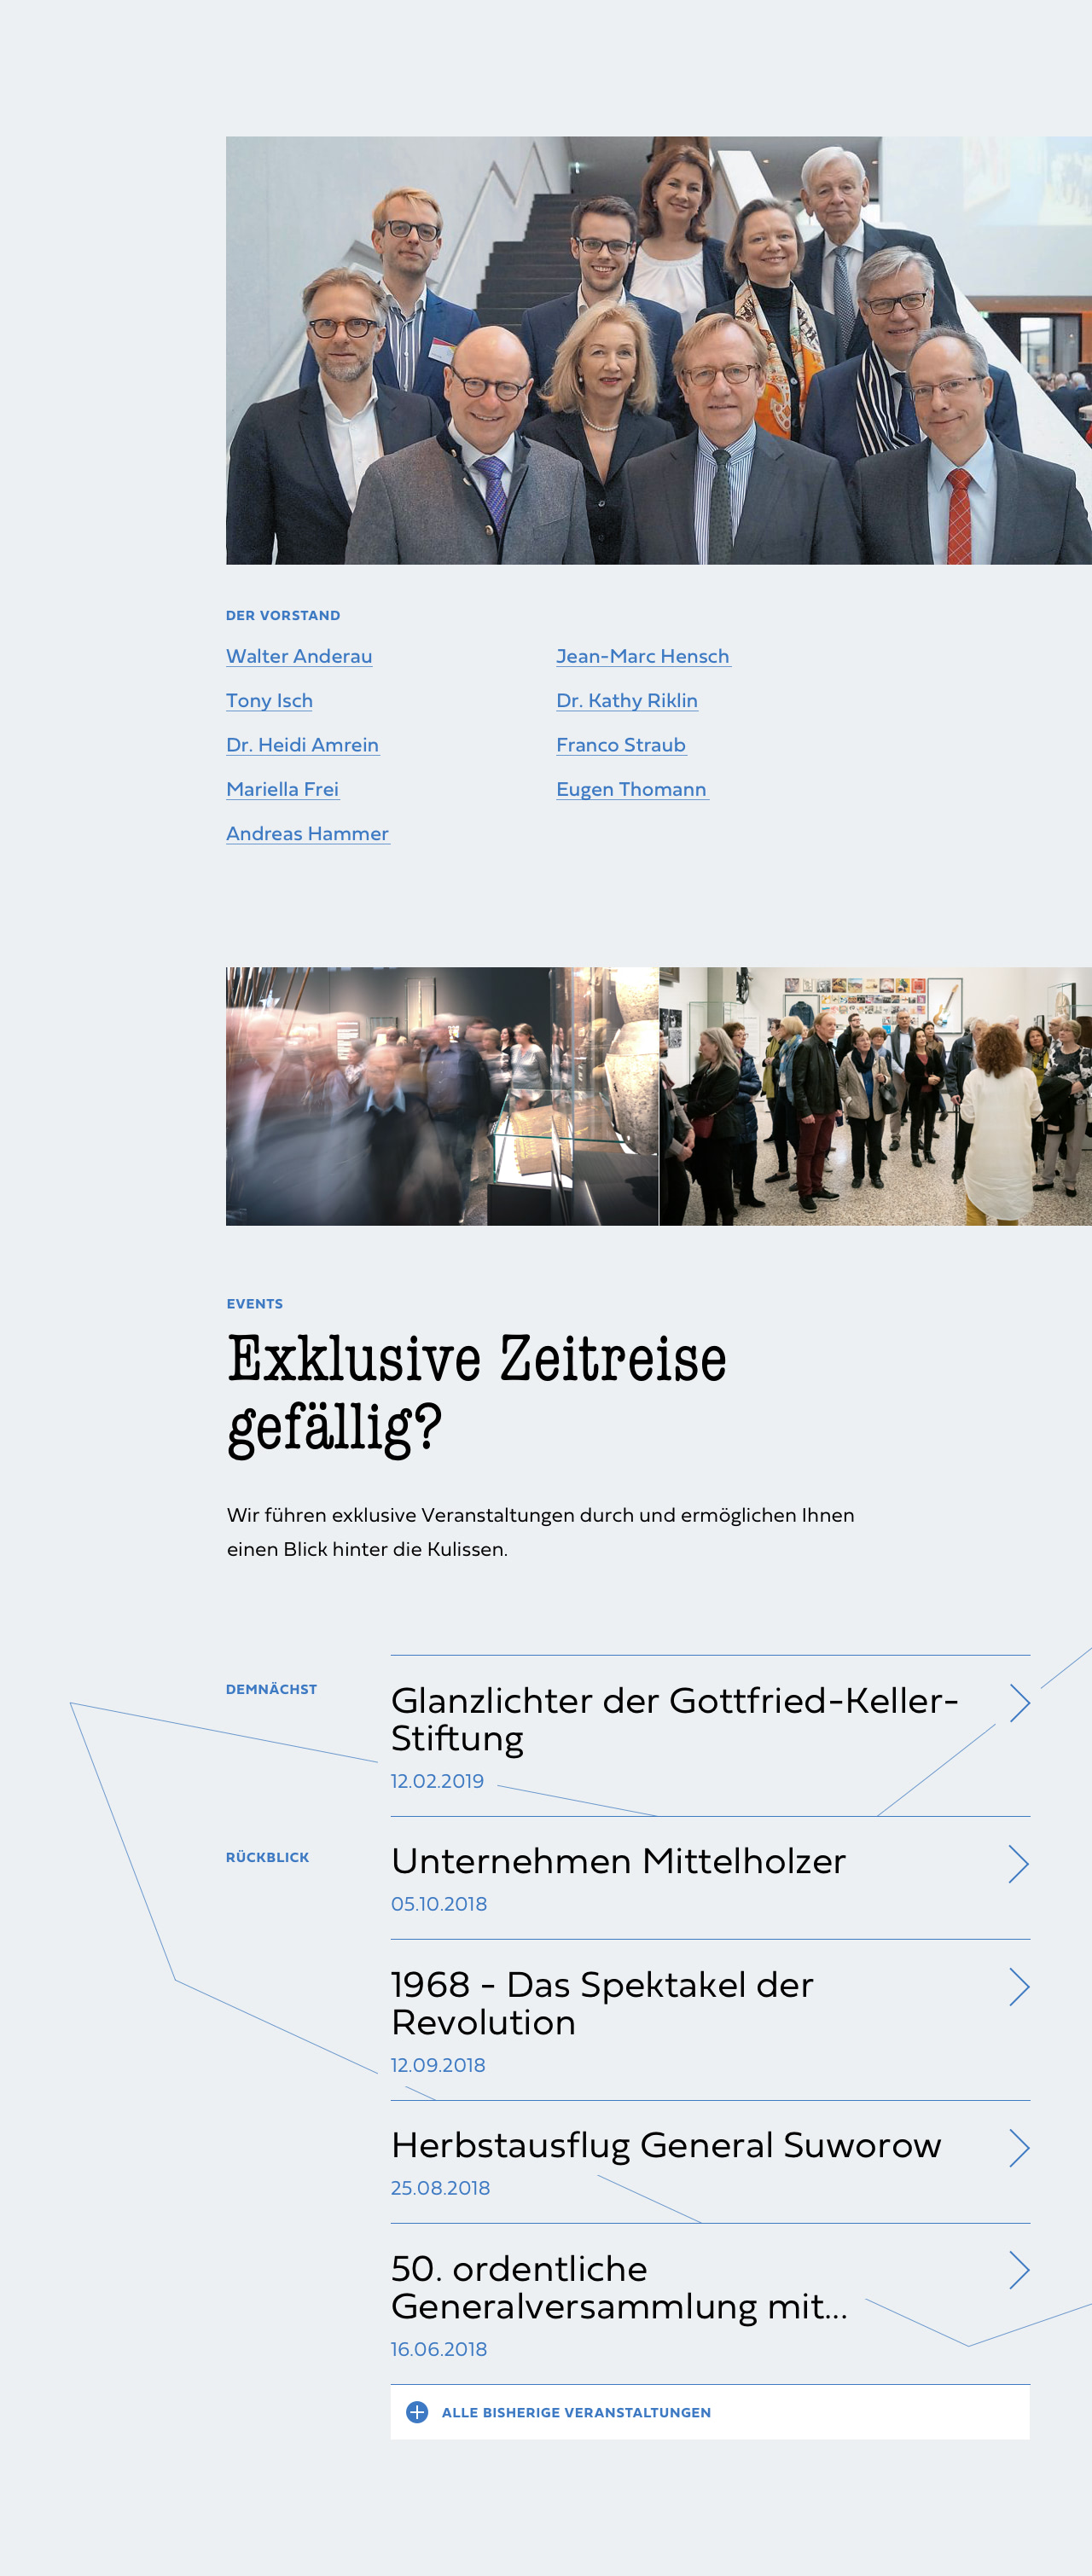 DER VORSTAND
Walter Anderau
Tony Isch
Dr. Heidi Amrein
Mariella Frei
Andreas Hammer
Jean-Marc Hensch
Dr. Kathy Riklin
Franco Straub
Eugen Thomann
EVENTS
Exklusive Zeitreise
gefällig?
Wir führen exklusive Veranstaltungen durch und ermöglichen Ihnen
einen Blick hinter die Kulissen.
DEMNÄCHST
Glanzlichter der Gottfried-Keller-
Stiftung
12.02.2019
RÜCKBLICK
Unternehmen Mittelholzer
05.10.2018
1968 - Das Spektakel der
Revolution
12.09.2018
Herbstausflug General Suworow
25.08.2018
50. ordentliche
Generalversammlung mit...
16.06.2018
ALLE BISHERIGE VERANSTALTUNGEN